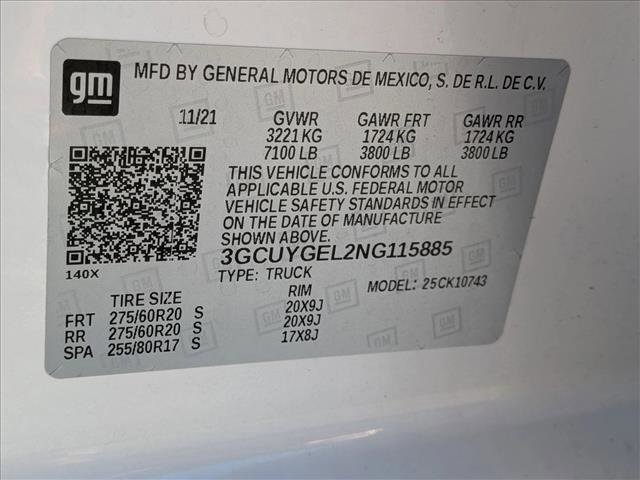 gm MFD BY GENERAL MOTORS DE MEXICO, S. DE R.L. DE C.V.
11/21 GVWR GAWR FRT GAWR RR
3221 KG 1724 KG 1724 KG
7100 LB 3800 LB 3800 LB
THIS VEHICLE CONFORMS TO ALL
APPLICABLE U.S. FEDERAL MOTOR
VEHICLE SAFETY STANDARDS IN EFFECT
ON THE DATE OF MANUFACTURE
SHOWN ABOVE.
140X 3GCUYGEL2NG115885
TYPE: TRUCK MODEL: 25CK10743
TIRE SIZE RIM
FRT 275/60R20 S 20X9J
RR 275/60R20 S 20X9J
SPA 255/80R17 S 17X8J